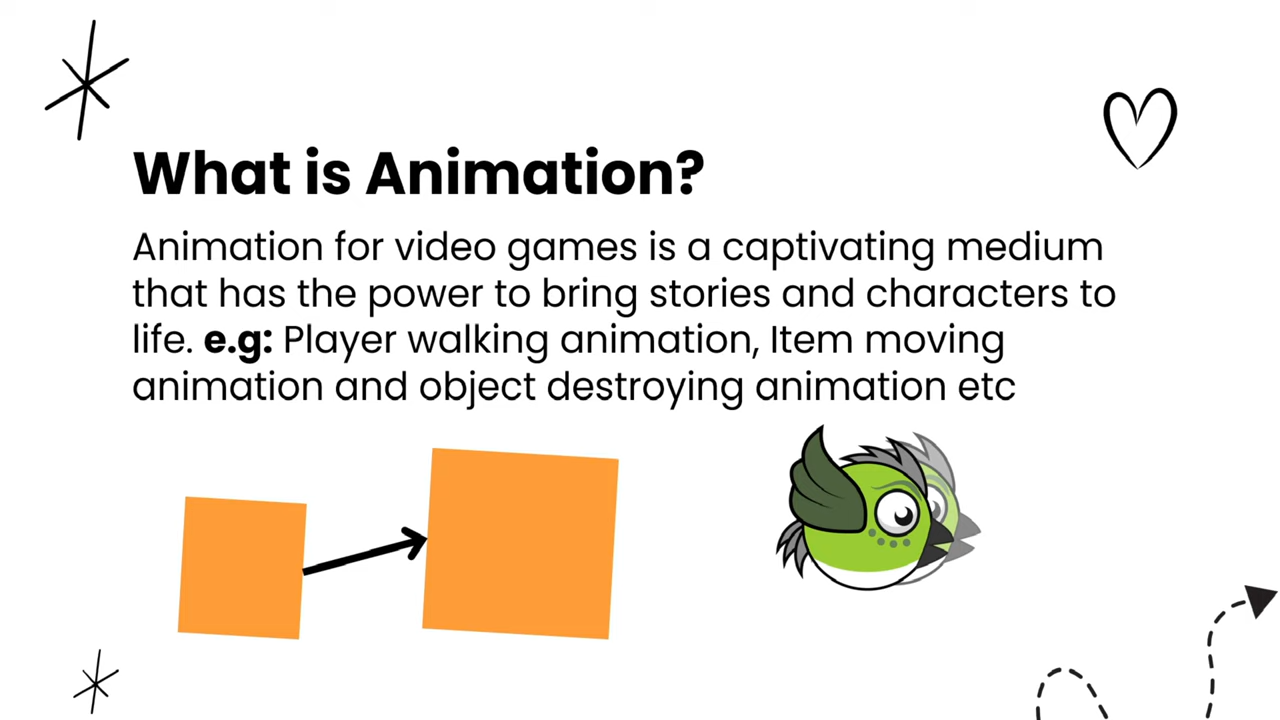 What is Animation?
Animation for video games is a captivating medium
that has the power to bring stories and characters to
life. e.g: Player walking animation, Item moving
animation and object destroying animation etc